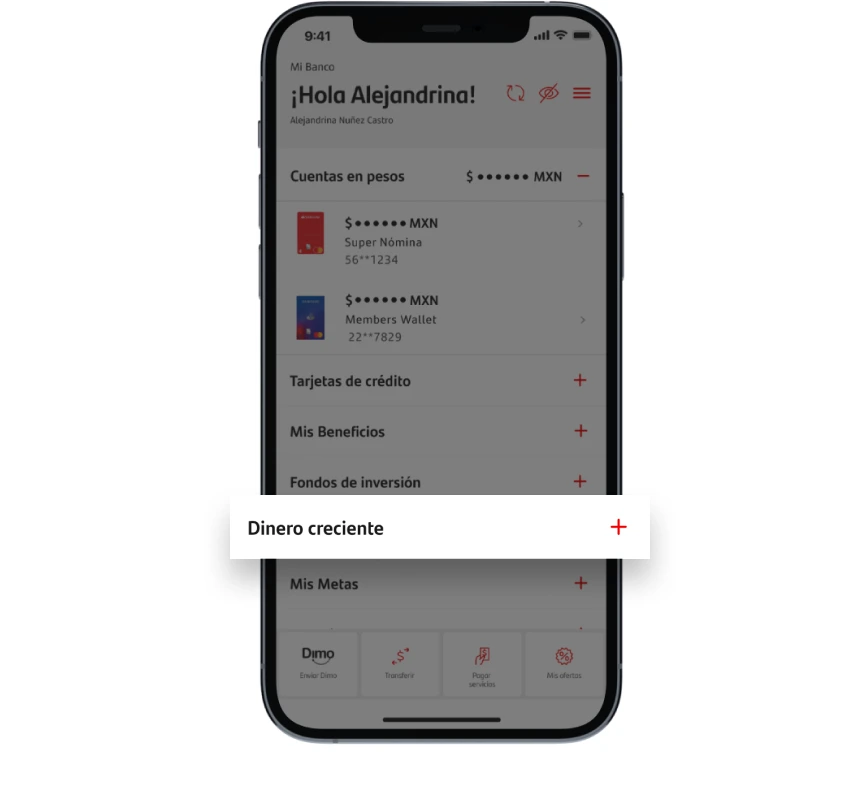 9:41
Mi Banco
¡Hola Alejandrina!
Alejandrina Nuñez Castro
Cuentas en pesos $ •••••• MXN
$•••••• MXN
Super Nómina
56**1234
$•••••• MXN
Members Wallet
22**7829
Tarjetas de crédito
Mis Beneficios
Fondos de inversión
Dinero creciente
Mis Metas
Dimo
Enviar Dimo
Transferir
Pagar
servicios
Mis ofertas